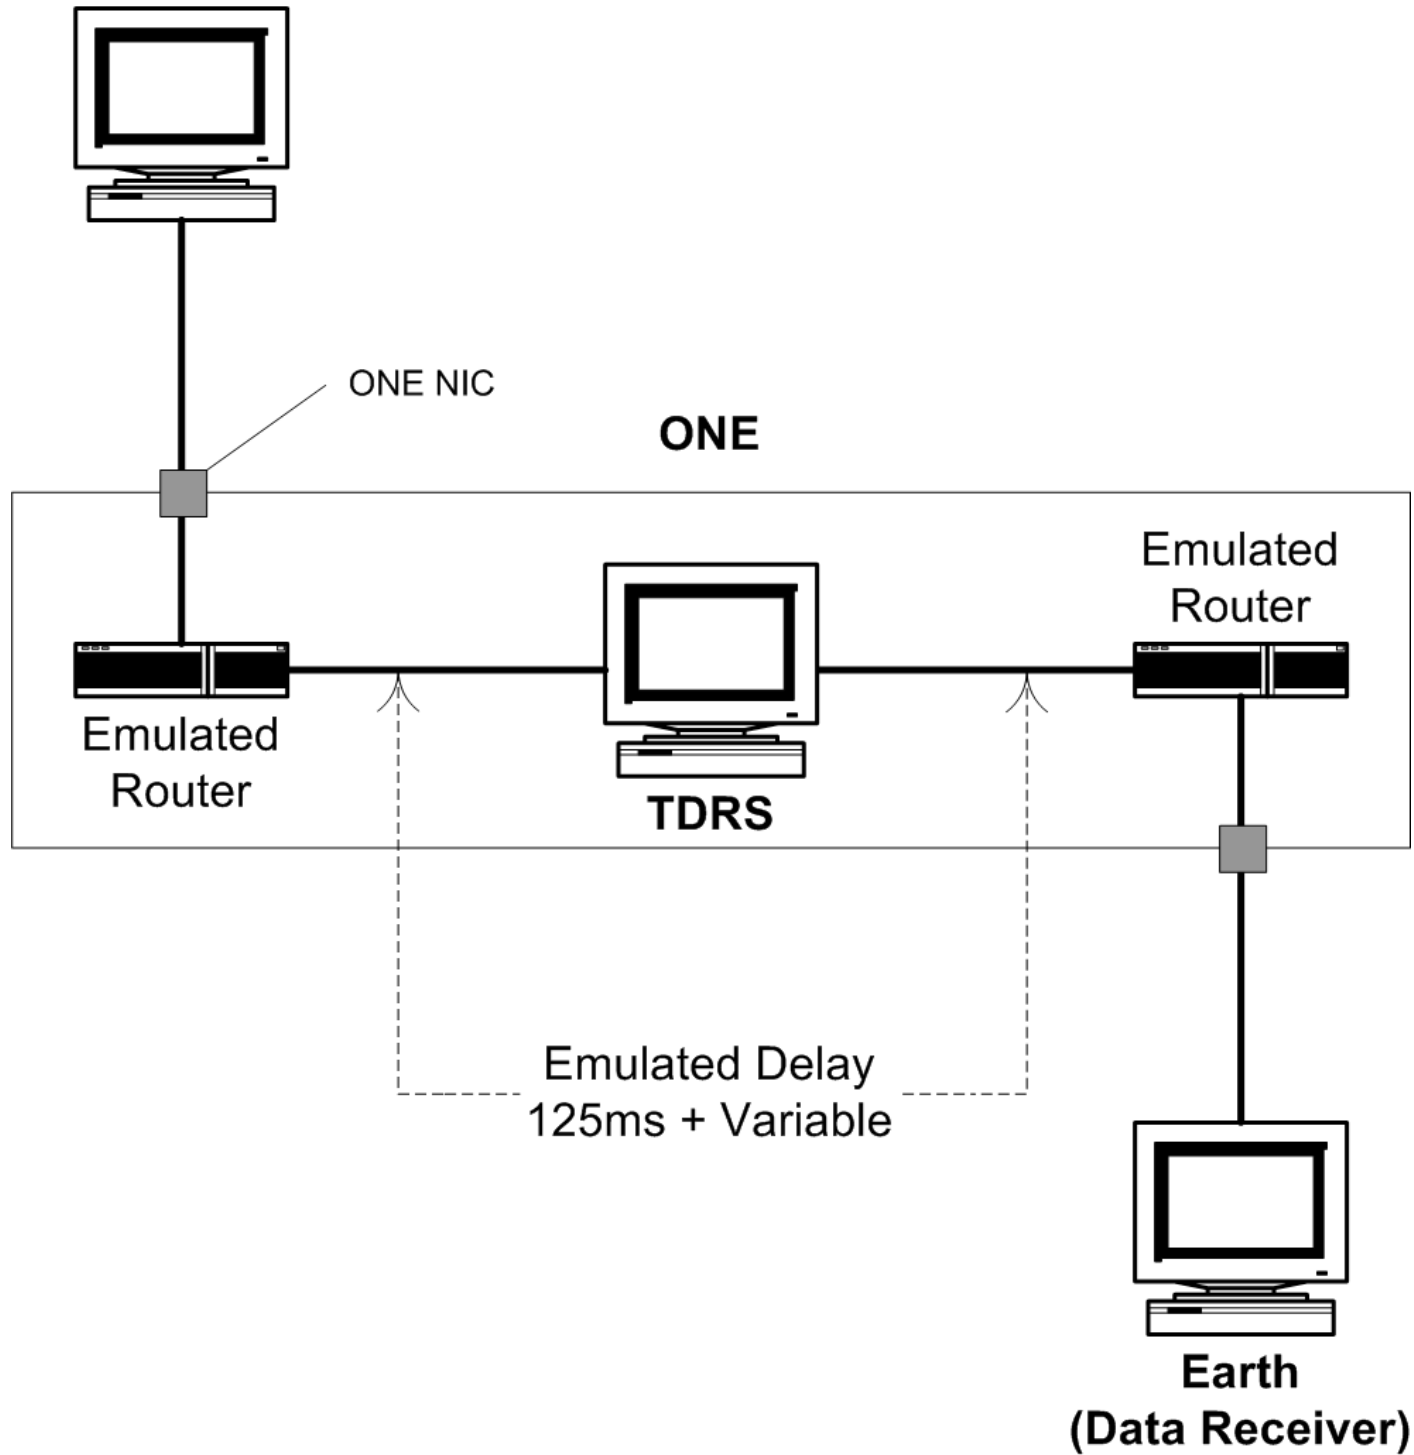 ONE NIC
ONE
Emulated
Router
Emulated
Router
TDRS
Emulated Delay
125ms + Variable
Earth
(Data Receiver)